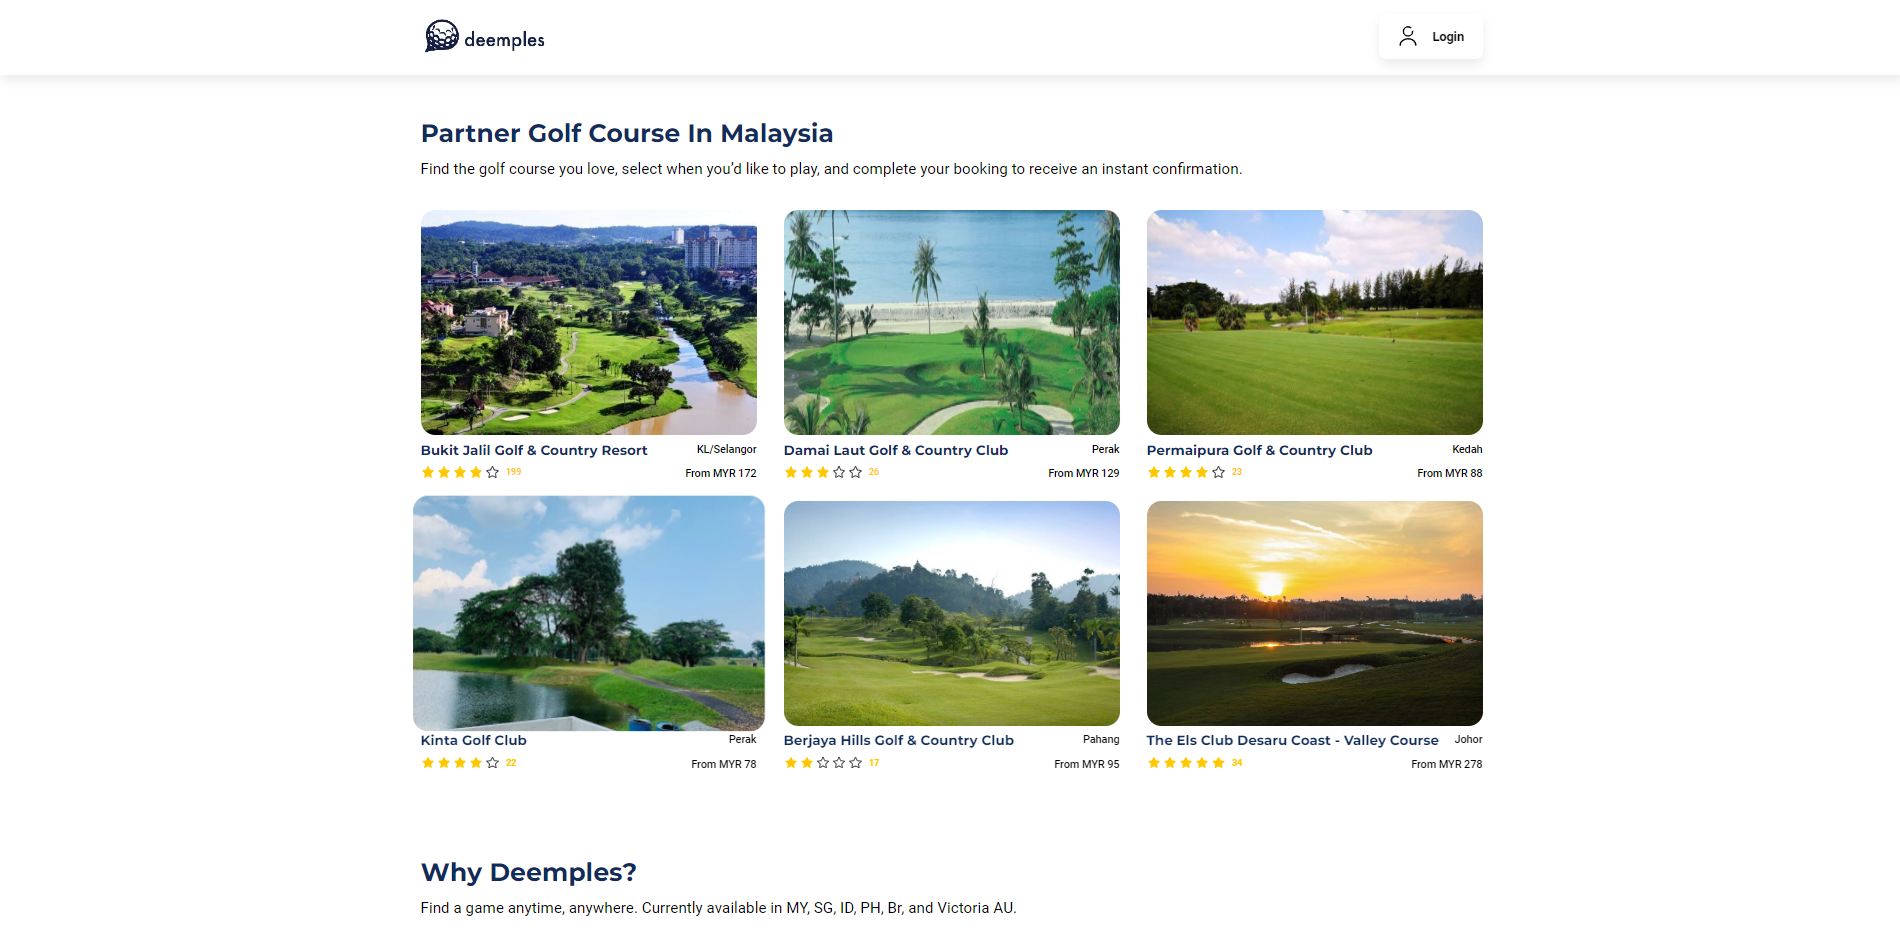 deemples
Login
Partner Golf Course In Malaysia
Find the golf course you love, select when you’d like to play, and complete your booking to receive an instant confirmation.
Bukit Jalil Golf & Country Resort
KL/Selangor
199
From MYR 172
Damai Laut Golf & Country Club
Perak
26
From MYR 129
Permaipura Golf & Country Club
Kedah
23
From MYR 88
Kinta Golf Club
Perak
22
From MYR 78
Berjaya Hills Golf & Country Club
Pahang
17
From MYR 95
The Els Club Desaru Coast - Valley Course
Johor
34
From MYR 278
Why Deemples?
Find a game anytime, anywhere. Currently available in MY, SG, ID, PH, Br, and Victoria AU.